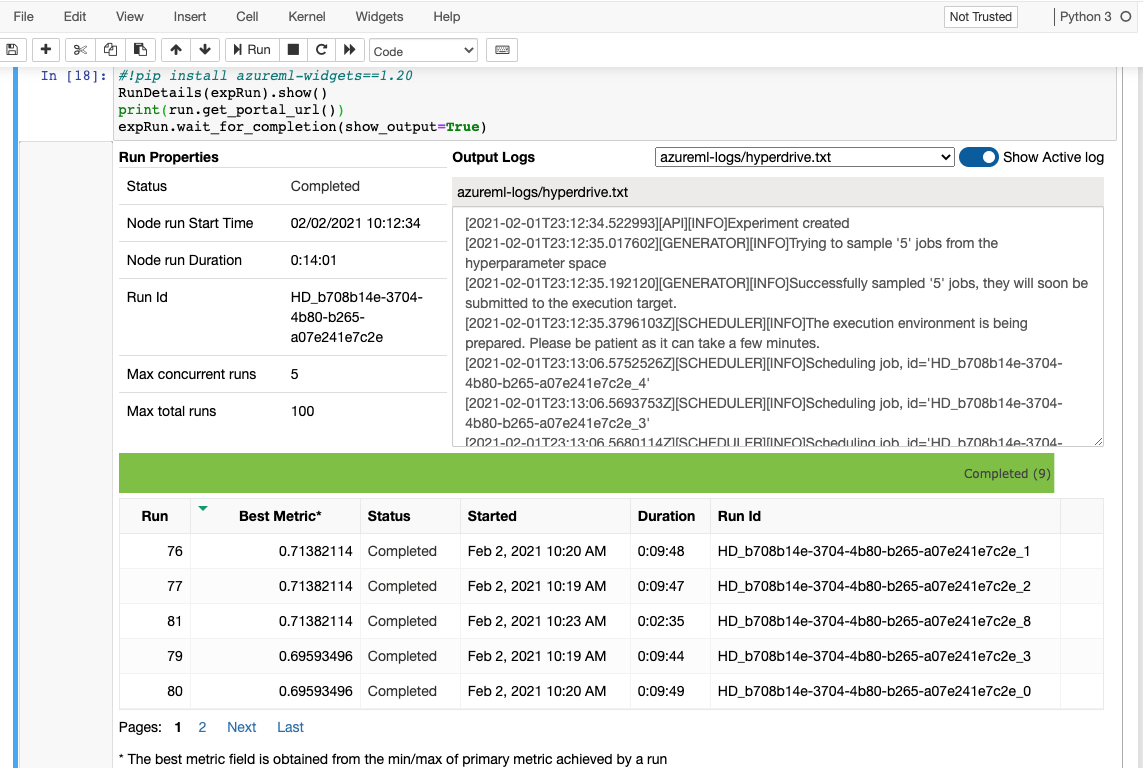 File Edit View Insert Cell Kernel Widgets Help Not Trusted Python 3
Run Code
In [18]: #!pip install azureml-widgets==1.20
RunDetails(expRun).show()
print(run.get_portal_url())
expRun.wait_for_completion(show_output=True)
Run Properties Output Logs azureml-logs/hyperdrive.txt Show Active log
Status Completed
Node run Start Time 02/02/2021 10:12:34
Node run Duration 0:14:01
Run Id HD_b708b14e-3704-
4b80-b265-
a07e241e7c2e
Max concurrent runs 5
Max total runs 100
azureml-logs/hyperdrive.txt
[2021-02-01T23:12:34.522993][API][INFO]Experiment created
[2021-02-01T23:12:35.017602][GENERATOR][INFO]Trying to sample '5' jobs from the
hyperparameter space
[2021-02-01T23:12:35.192120][GENERATOR][INFO]Successfully sampled '5' jobs, they will soon be
submitted to the execution target.
[2021-02-01T23:12:35.3796103Z][SCHEDULER][INFO]The execution environment is being
prepared. Please be patient as it can take a few minutes.
[2021-02-01T23:13:06.5752526Z][SCHEDULER][INFO]Scheduling job, id='HD_b708b14e-3704-
4b80-b265-a07e241e7c2e_4'
[2021-02-01T23:13:06.5693753Z][SCHEDULER][INFO]Scheduling job, id='HD_b708b14e-3704-
4b80-b265-a07e241e7c2e_3'
[2021-02-01T23:13:06.5680114Z][SCHEDULER][INFO]Scheduling job, id='HD_b708b14e-3704-
Completed (9)
Run Best Metric* Status Started Duration Run Id
76 0.71382114 Completed Feb 2, 2021 10:20 AM 0:09:48 HD_b708b14e-3704-4b80-b265-a07e241e7c2e_1
77 0.71382114 Completed Feb 2, 2021 10:19 AM 0:09:47 HD_b708b14e-3704-4b80-b265-a07e241e7c2e_2
81 0.71382114 Completed Feb 2, 2021 10:23 AM 0:02:35 HD_b708b14e-3704-4b80-b265-a07e241e7c2e_8
79 0.69593496 Completed Feb 2, 2021 10:19 AM 0:09:44 HD_b708b14e-3704-4b80-b265-a07e241e7c2e_3
80 0.69593496 Completed Feb 2, 2021 10:20 AM 0:09:49 HD_b708b14e-3704-4b80-b265-a07e241e7c2e_0
Pages: 1 2 Next Last
* The best metric field is obtained from the min/max of primary metric achieved by a run